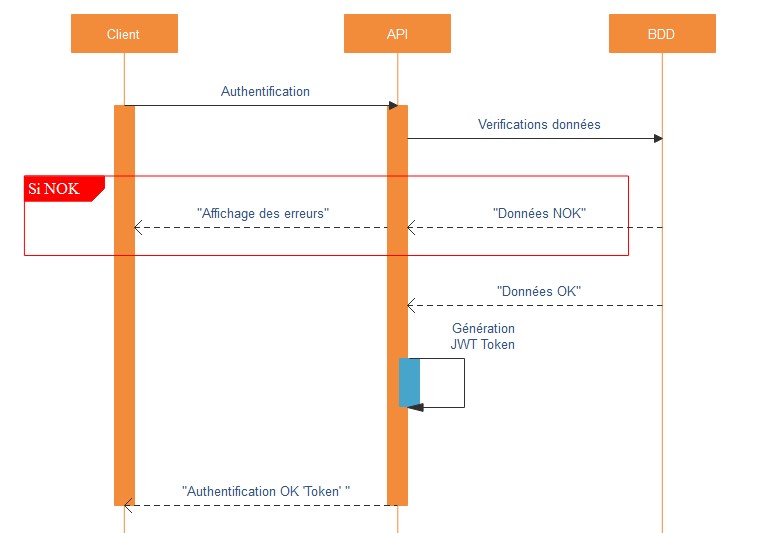 Client
API
BDD
Authentification
Verifications données
Si NOK
"Affichage des erreurs"
"Données NOK"
"Données OK"
Génération
JWT Token
"Authentification OK 'Token' "